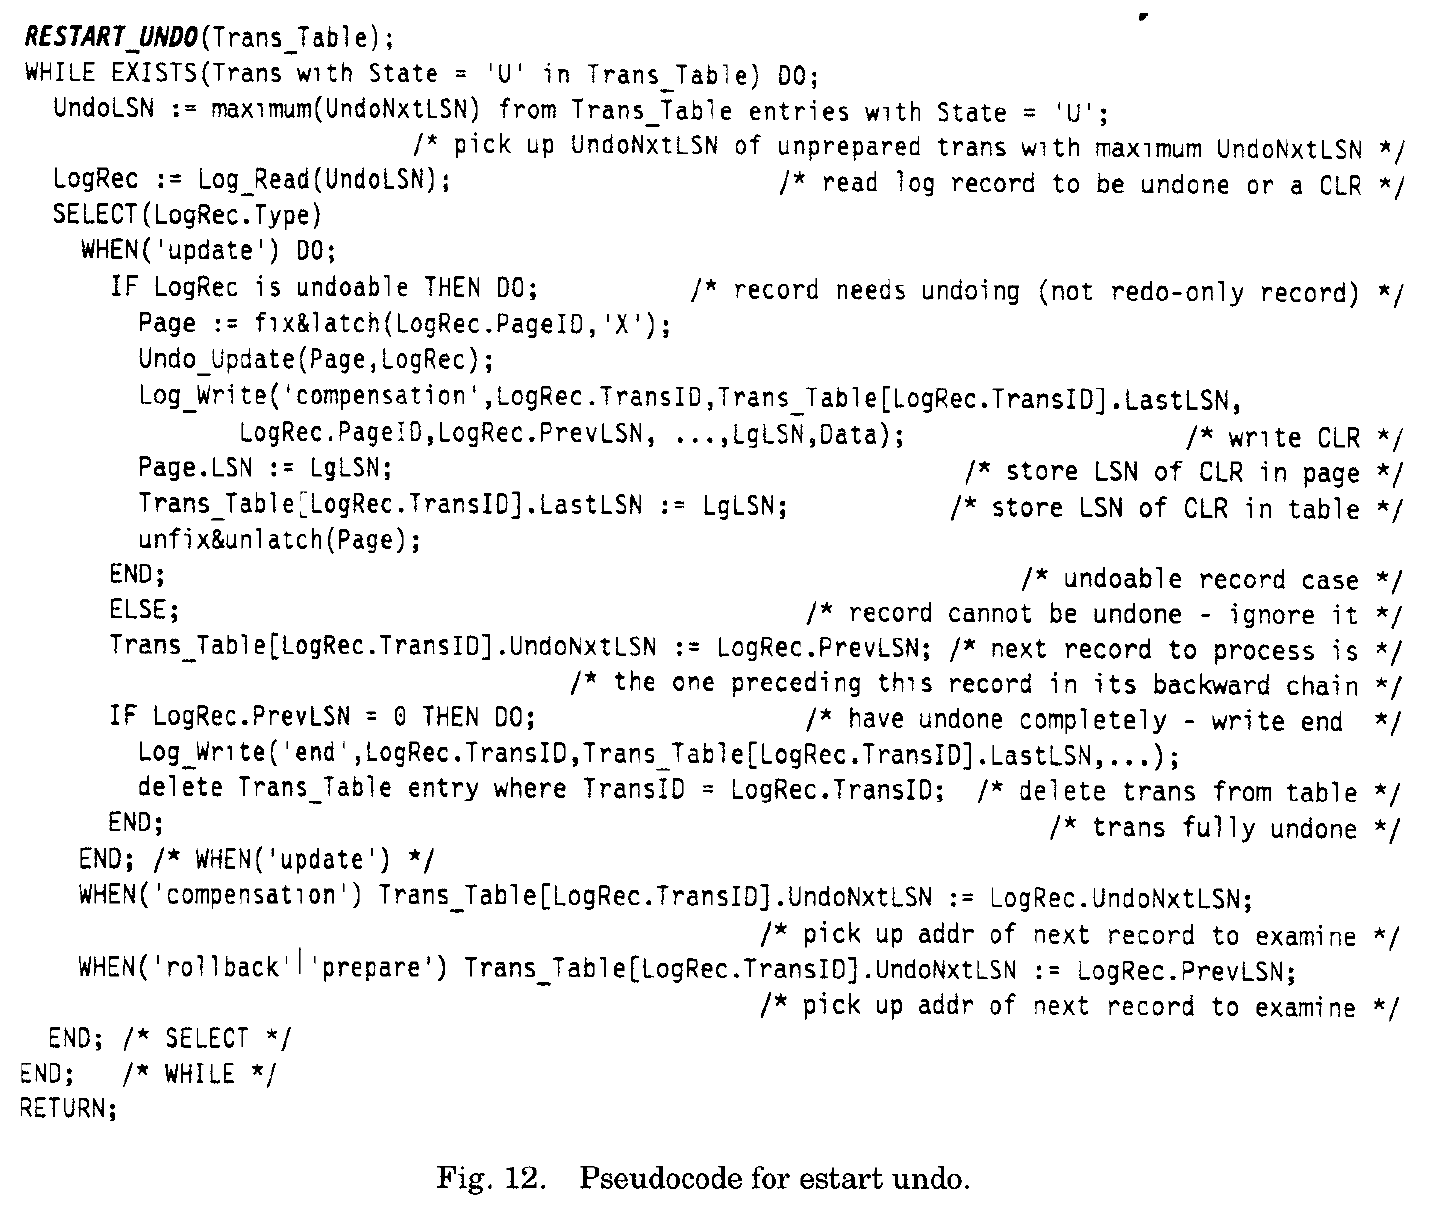 RESTART_UNDO(Trans_Table);
WHILE EXISTS(Trans with State = 'U' in Trans_Table) DO;
UndoLSN := maximum(UndoNxtLSN) from Trans_Table entries with State = 'U';
/* pick up UndoNxtLSN of unprepared trans with maximum UndoNxtLSN */
LogRec := Log_Read(UndoLSN); /* read log record to be undone or a CLR */
SELECT(LogRec.Type)
WHEN('update') DO;
IF LogRec is undoable THEN DO; /* record needs undoing (not redo-only record) */
Page := fix&latch(LogRec.PageID,'X');
Undo_Update(Page,LogRec);
Log_Write('compensation',LogRec.TransID,Trans_Table[LogRec.TransID].LastLSN,
LogRec.PageID,LogRec.PrevLSN, ...,LgLSN,Data); /* write CLR */
Page.LSN := LgLSN; /* store LSN of CLR in page */
Trans_Table[LogRec.TransID].LastLSN := LgLSN; /* store LSN of CLR in table */
unfix&unlatch(Page);
END; /* undoable record case */
ELSE; /* record cannot be undone - ignore it */
Trans_Table[LogRec.TransID].UndoNxtLSN := LogRec.PrevLSN; /* next record to process is */
/* the one preceding this record in its backward chain */
IF LogRec.PrevLSN = 0 THEN DO; /* have undone completely - write end */
Log_Write('end',LogRec.TransID,Trans_Table[LogRec.TransID].LastLSN,...);
delete Trans_Table entry where TransID = LogRec.TransID; /* delete trans from table */
END; /* trans fully undone */
END; /* WHEN('update') */
WHEN('compensation') Trans_Table[LogRec.TransID].UndoNxtLSN := LogRec.UndoNxtLSN;
/* pick up addr of next record to examine */
WHEN('rollback'|'prepare') Trans_Table[LogRec.TransID].UndoNxtLSN := LogRec.PrevLSN;
/* pick up addr of next record to examine */
END; /* SELECT */
END; /* WHILE */
RETURN;
Fig. 12. Pseudocode for estart undo.